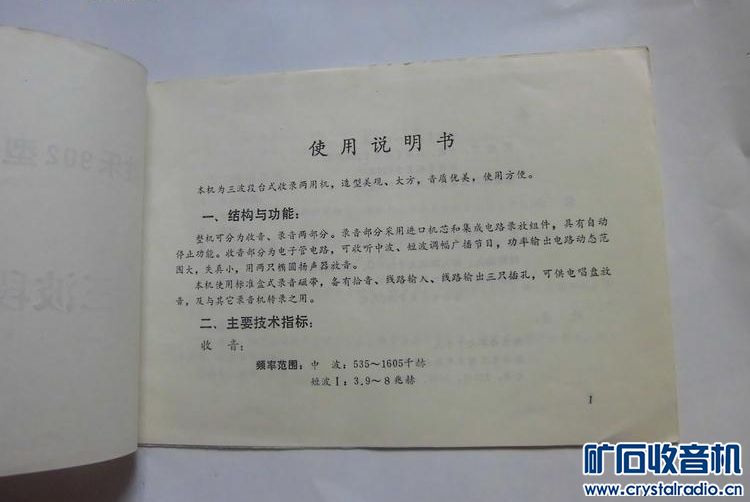 使用说明书
本机为三波段台式收录两用机，造型美观、大方，音质优美，使用方便。
一、结构与功能：
整机可分为收音、录音两部分。录音部分采用进口机芯和集成电路录放组件，具有自动
停止功能。收音部分为电子管电路，可收听中波、短波调幅广播节目，功率输出电路动态范
围大，失真小，用两只椭圆扬声器放音。
本机使用标准盒式录音磁带，备有拾音、线路输入、线路输出三只插孔，可供电唱盘放
音，及与其它录音机转录之用。
二、主要技术指标：
收 音：
频率范围：中 波：535～1605千赫
短波Ⅰ：3.9～8兆赫
1
矿石收音机
www.crystalradio.cn